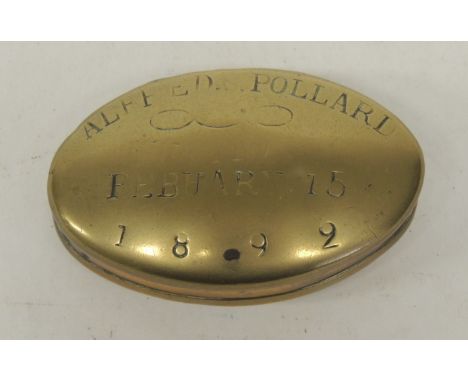 ALFRED. POLLARD
FEBUARY 15
1 8 9 2